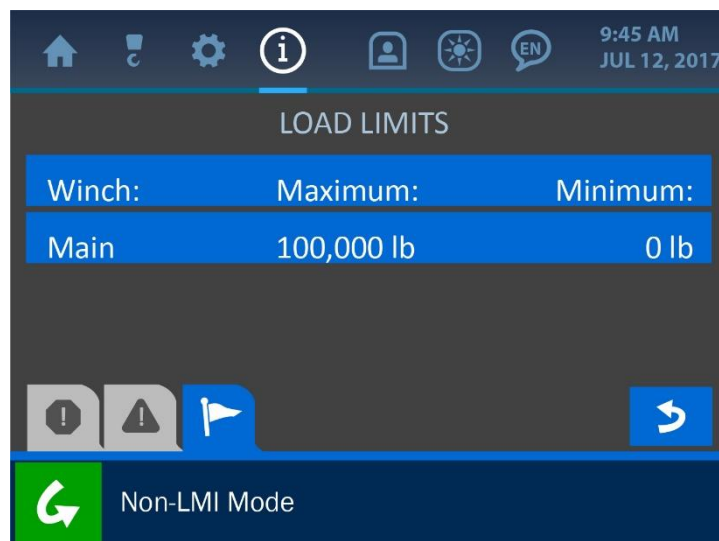 EN
9:45 AM
JUL 12, 2017
LOAD LIMITS
Winch: Maximum: Minimum:
Main 100,000 lb 0 lb
Non-LMI Mode